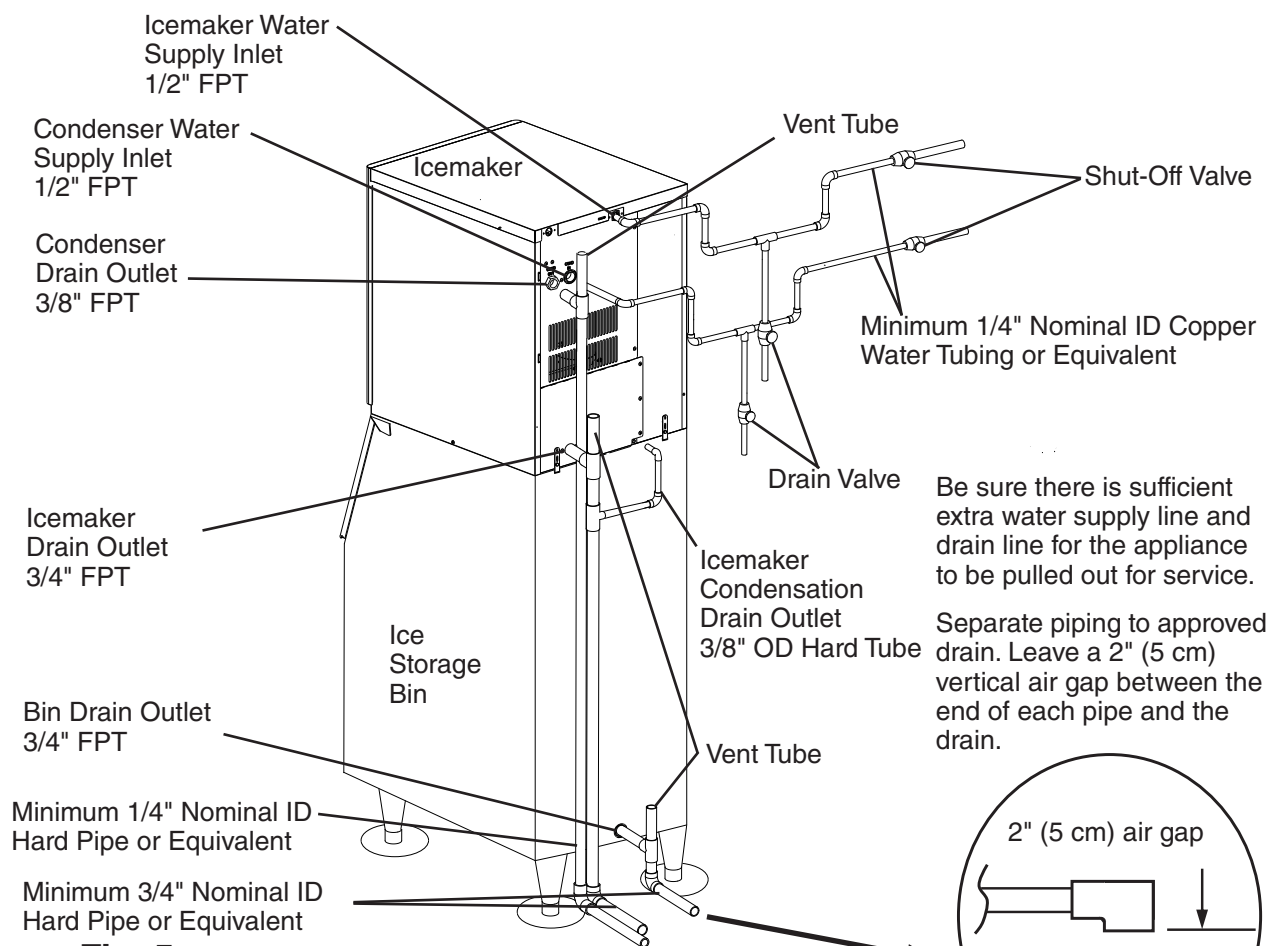 Icemaker Water
Supply Inlet
1/2" FPT
Condenser Water
Supply Inlet
1/2" FPT
Condenser
Drain Outlet
3/8" FPT
Icemaker
Vent Tube
Shut-Off Valve
Minimum 1/4" Nominal ID Copper
Water Tubing or Equivalent
Drain Valve
Icemaker
Drain Outlet
3/4" FPT
Icemaker
Condensation
Drain Outlet
3/8" OD Hard Tube
Be sure there is sufficient
extra water supply line and
drain line for the appliance
to be pulled out for service.
Separate piping to approved
drain. Leave a 2" (5 cm)
vertical air gap between the
end of each pipe and the
drain.
Ice
Storage
Bin
Bin Drain Outlet
3/4" FPT
Vent Tube
Minimum 1/4" Nominal ID
Hard Pipe or Equivalent
Minimum 3/4" Nominal ID
Hard Pipe or Equivalent
2" (5 cm) air gap